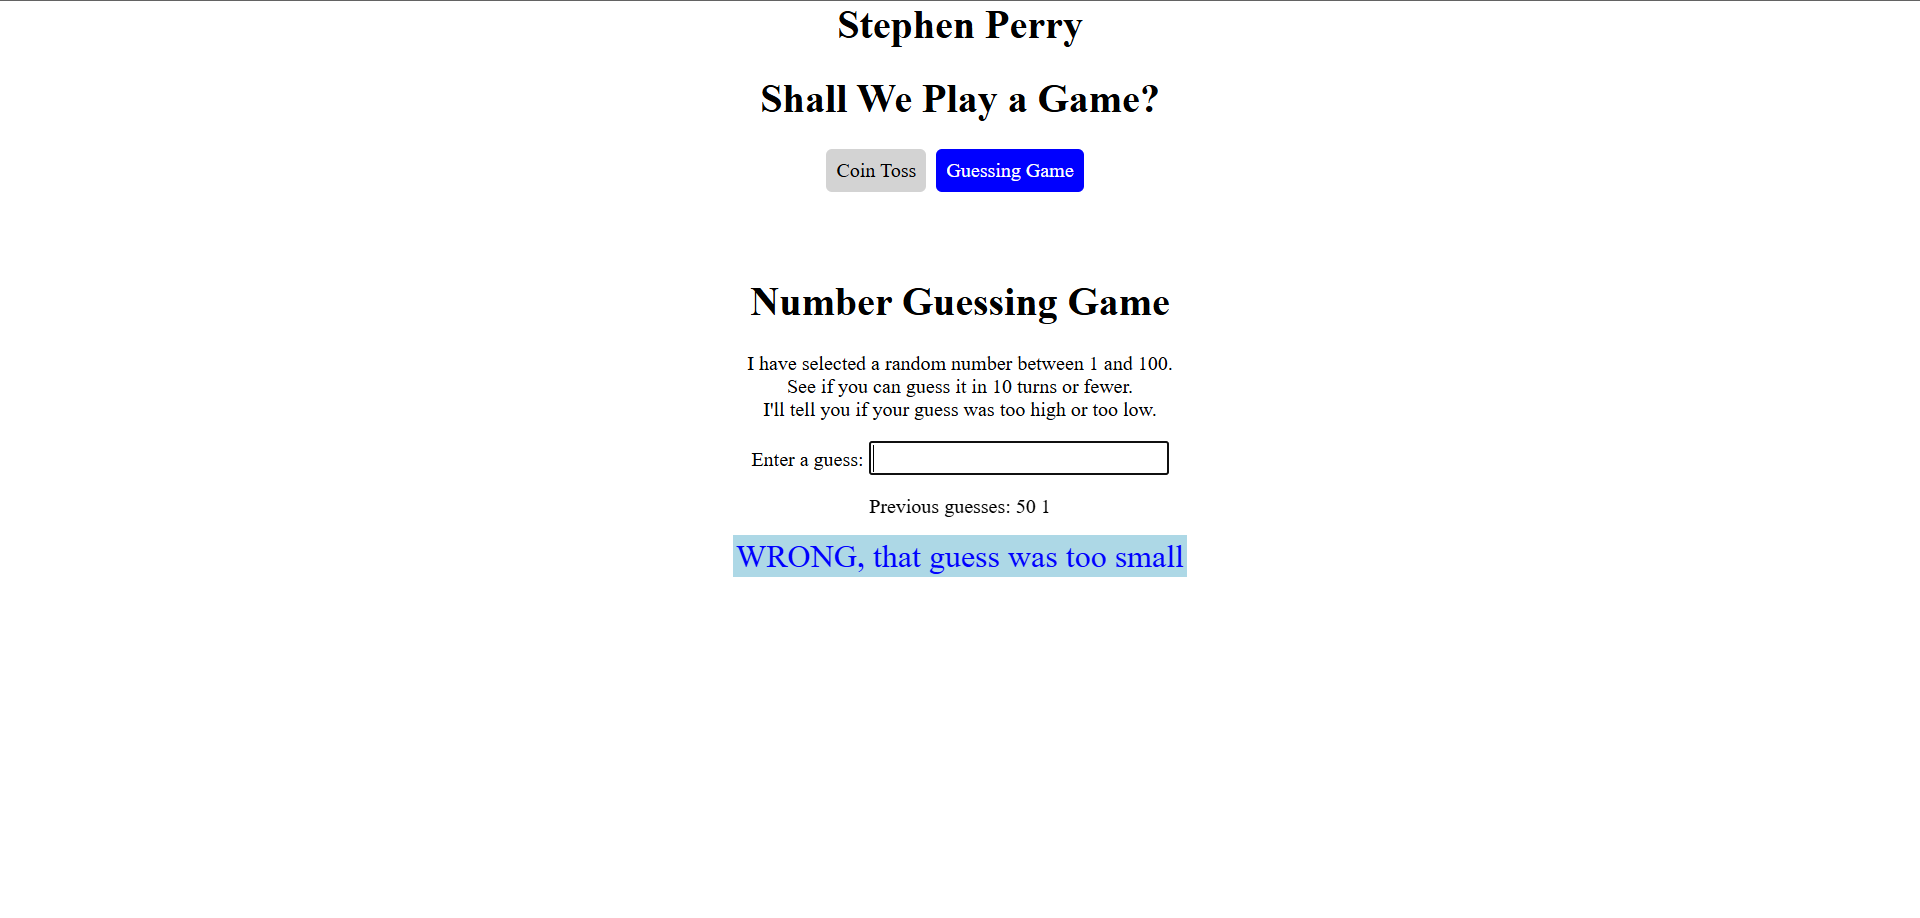 Stephen Perry
Shall We Play a Game?
Coin Toss Guessing Game
Number Guessing Game
I have selected a random number between 1 and 100.
See if you can guess it in 10 turns or fewer.
I'll tell you if your guess was too high or too low.
Enter a guess:
Previous guesses: 50 1
WRONG, that guess was too small